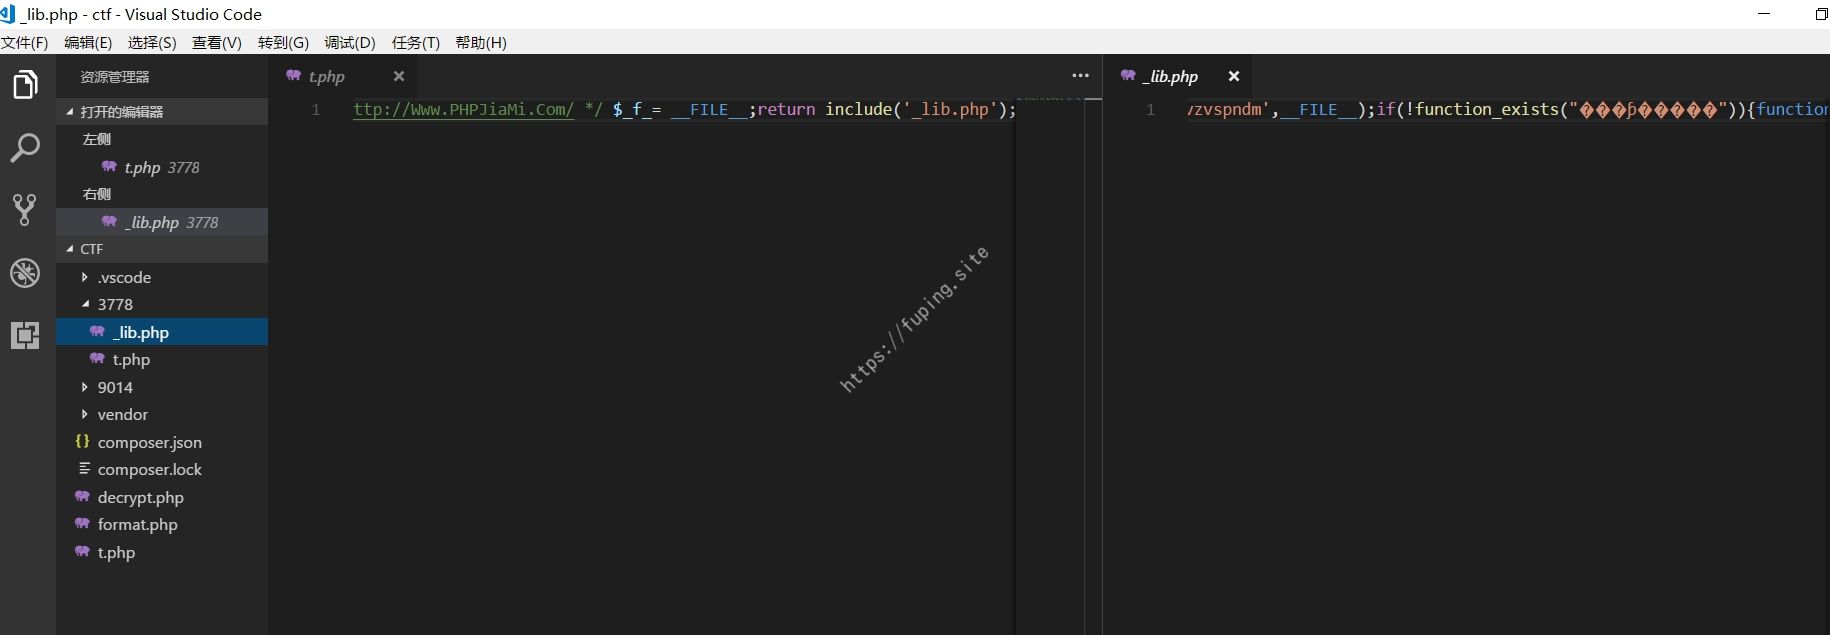 _lib.php - ctf - Visual Studio Code
文件(F) 编辑(E) 选择(S) 查看(V) 转到(G) 调试(D) 任务(T) 帮助(H)
资源管理器
打开的编辑器
左侧
t.php 3778
右侧
_lib.php 3778
CTF
.vscode
3778
_lib.php
t.php
9014
vendor
composer.json
composer.lock
decrypt.php
format.php
t.php
t.php
1 ttp://Www.PHPJiaMi.Com/ */ $_f_= __FILE__;return include('_lib.php');
_lib.php
1 vzvspndm',__FILE__);if(!function_exists("���ϸ�����")){function
https://fuping.site